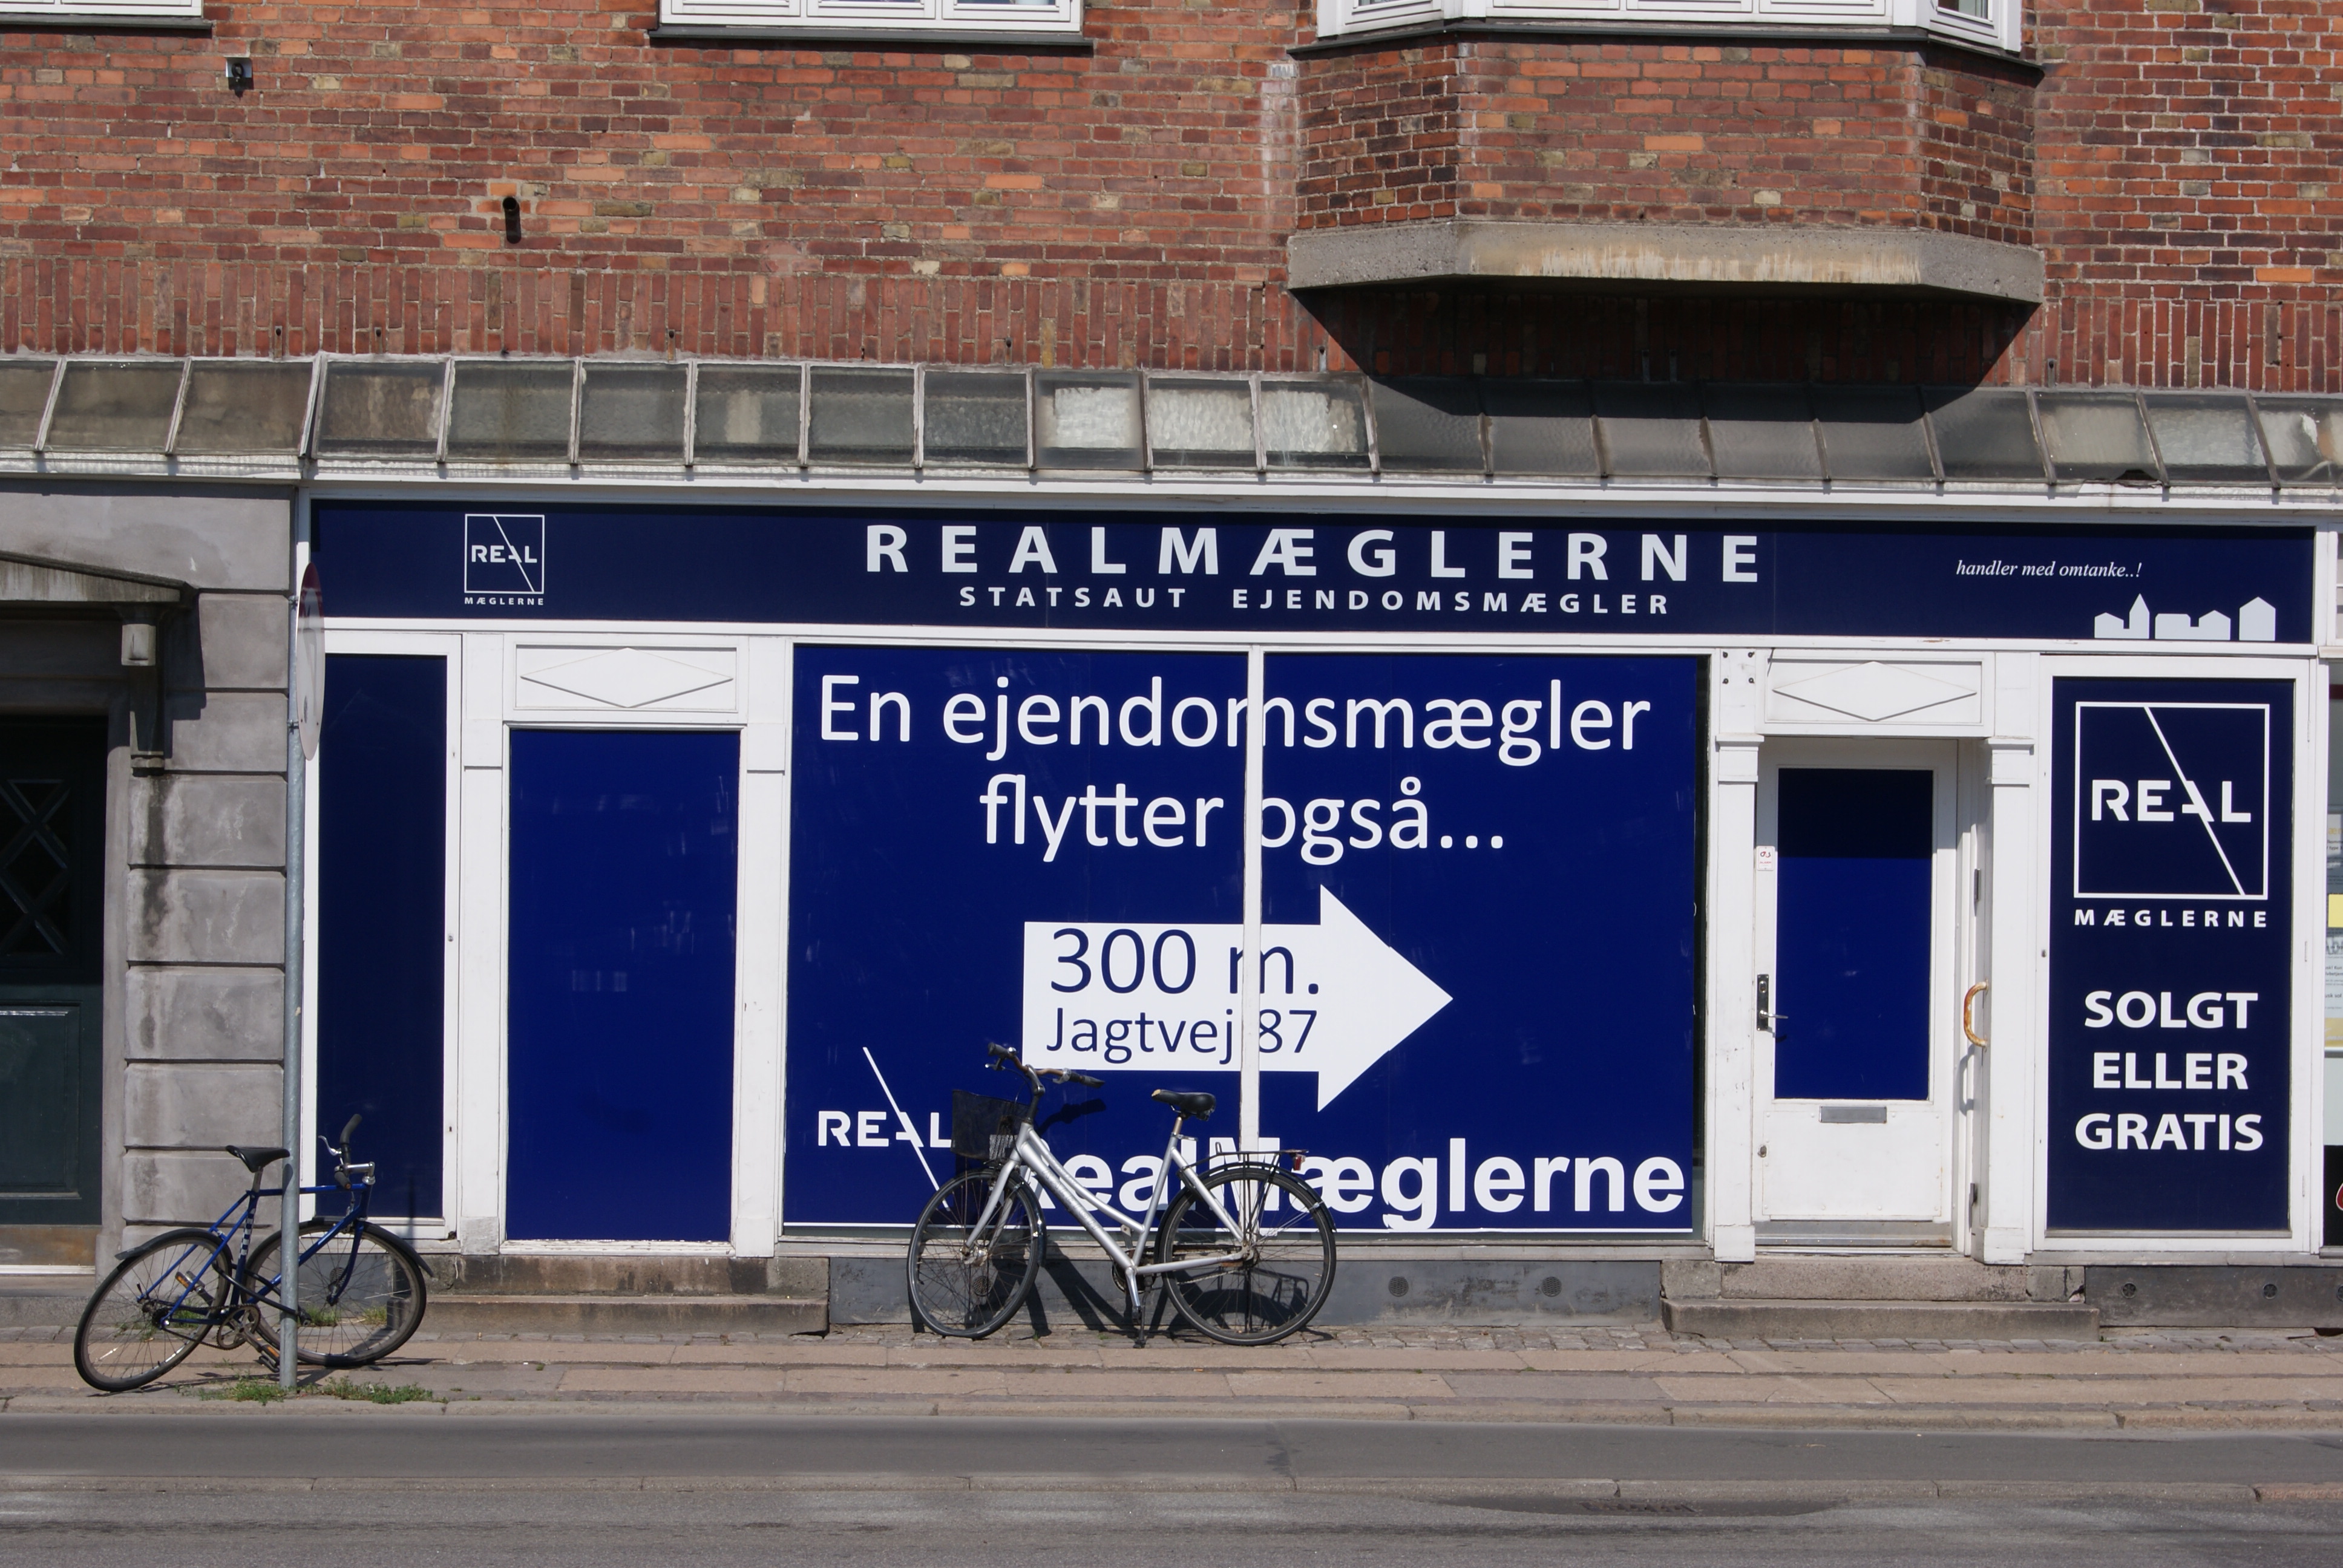 REAL
MÆGLERNE
REALMÆGLERNE
STATSAUT EJENDOMSMÆGLER
handler med omtanke..!
En ejendomsmægler
flytter også...
300 m.
Jagtvej 87
REAL
RealMæglerne
REAL
MÆGLERNE
SOLGT
ELLER
GRATIS